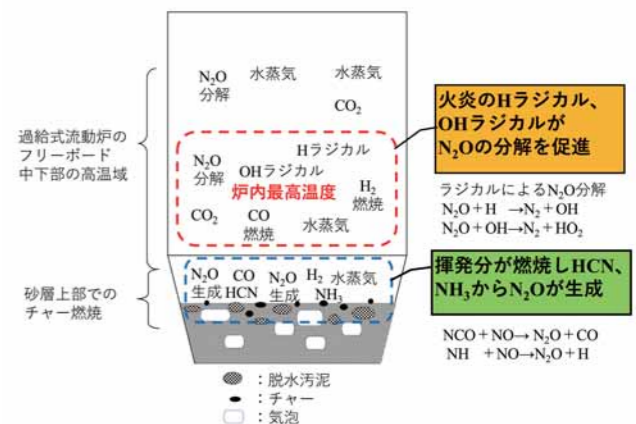 N₂O
分解
水蒸気
水蒸気
CO₂
過給式流動炉の
フリーボード
中下部の高温域
Hラジカル
N₂O
分解
OHラジカル
炉内最高温度
H₂
燃焼
CO₂
CO
燃焼
水蒸気
火炎のHラジカル、
OHラジカルが
N₂Oの分解を促進
ラジカルによるN₂O分解
N₂O＋H →N₂＋OH
N₂O＋OH→N₂＋HO₂
砂層上部での
チャー燃焼
N₂O
生成
CO
HCN
N₂O
生成
H₂
NH₃
水蒸気
揮発分が燃焼しHCN、
NH₃からN₂Oが生成
NCO＋NO→N₂O＋CO
NH ＋NO→N₂O＋H
：脱水汚泥
：チャー
：気泡